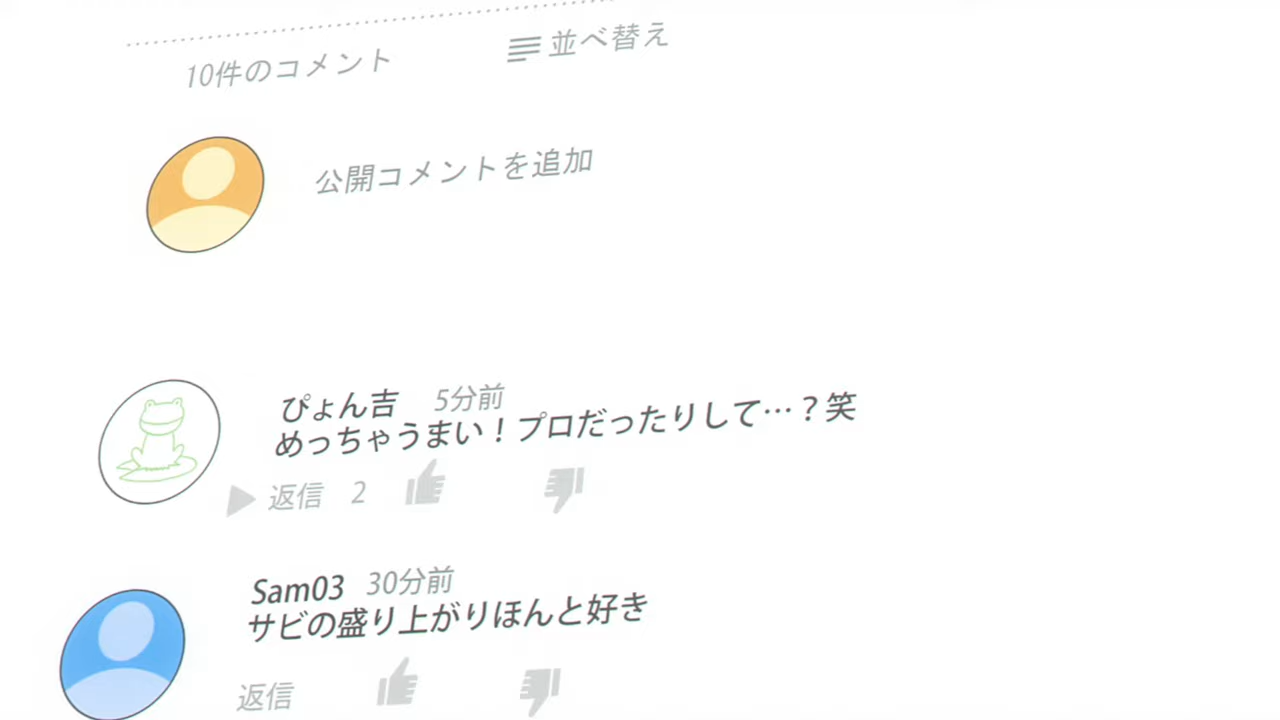 10件のコメント
並べ替え
公開コメントを追加
ぴょん吉 5分前
めっちゃうまい！プロだったりして…？笑
返信 2
Sam03 30分前
サビの盛り上がりほんと好き
返信